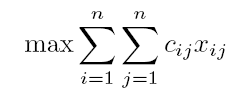 max ∑_{i=1}^{n} ∑_{j=1}^{n} c_{ij} x_{ij}